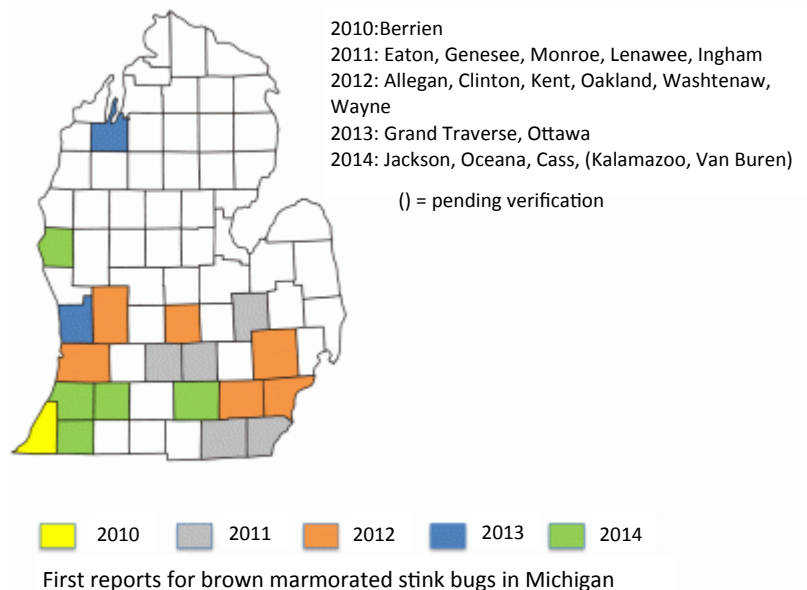 2010:Berrien
2011: Eaton, Genesee, Monroe, Lenawee, Ingham
2012: Allegan, Clinton, Kent, Oakland, Washtenaw,
Wayne
2013: Grand Traverse, Ottawa
2014: Jackson, Oceana, Cass, (Kalamazoo, Van Buren)
() = pending verification
2010 2011 2012 2013 2014
First reports for brown marmorated stink bugs in Michigan